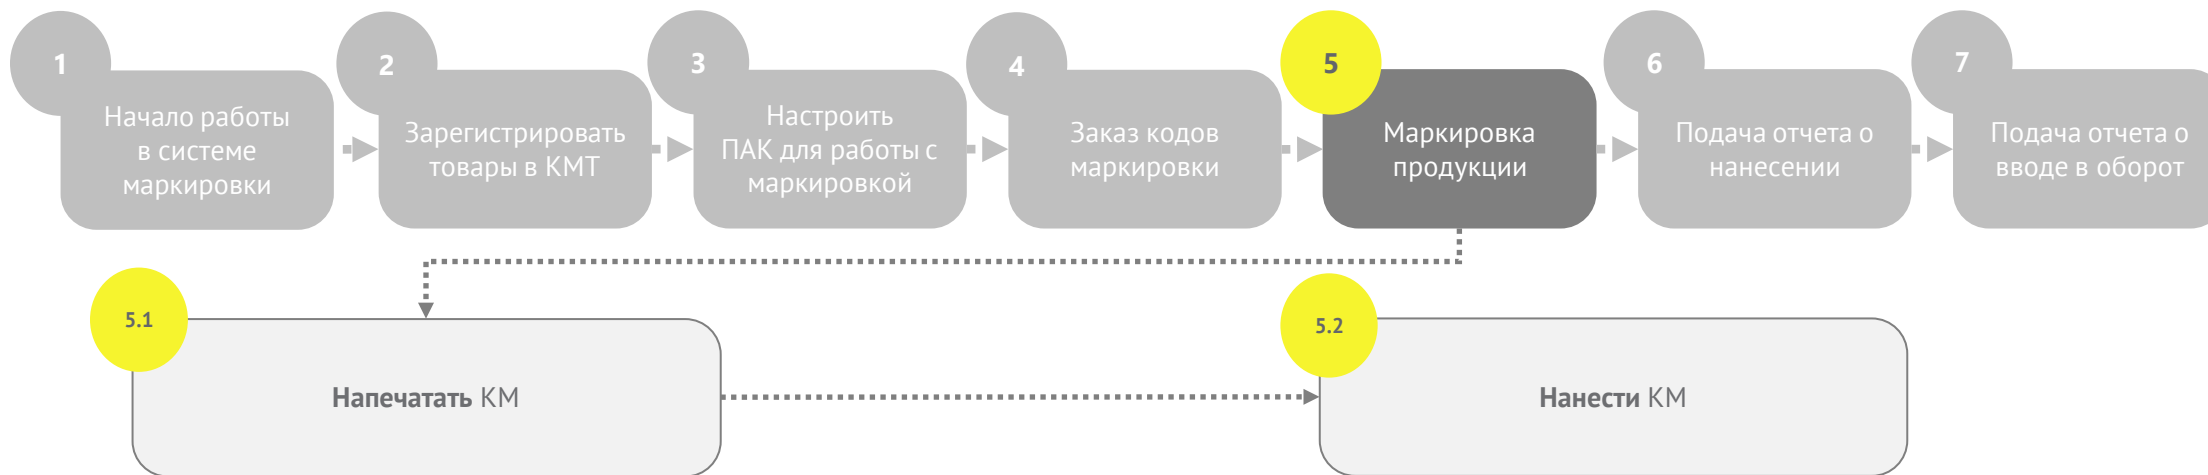 1
Начало работы
в системе
маркировки
2
Зарегистрировать
товары в КМТ
3
Настроить
ПАК для работы с
маркировкой
4
Заказ кодов
маркировки
5
Маркировка
продукции
6
Подача отчета о
нанесении
7
Подача отчета о
вводе в оборот
5.1
Напечатать КМ
5.2
Нанести КМ